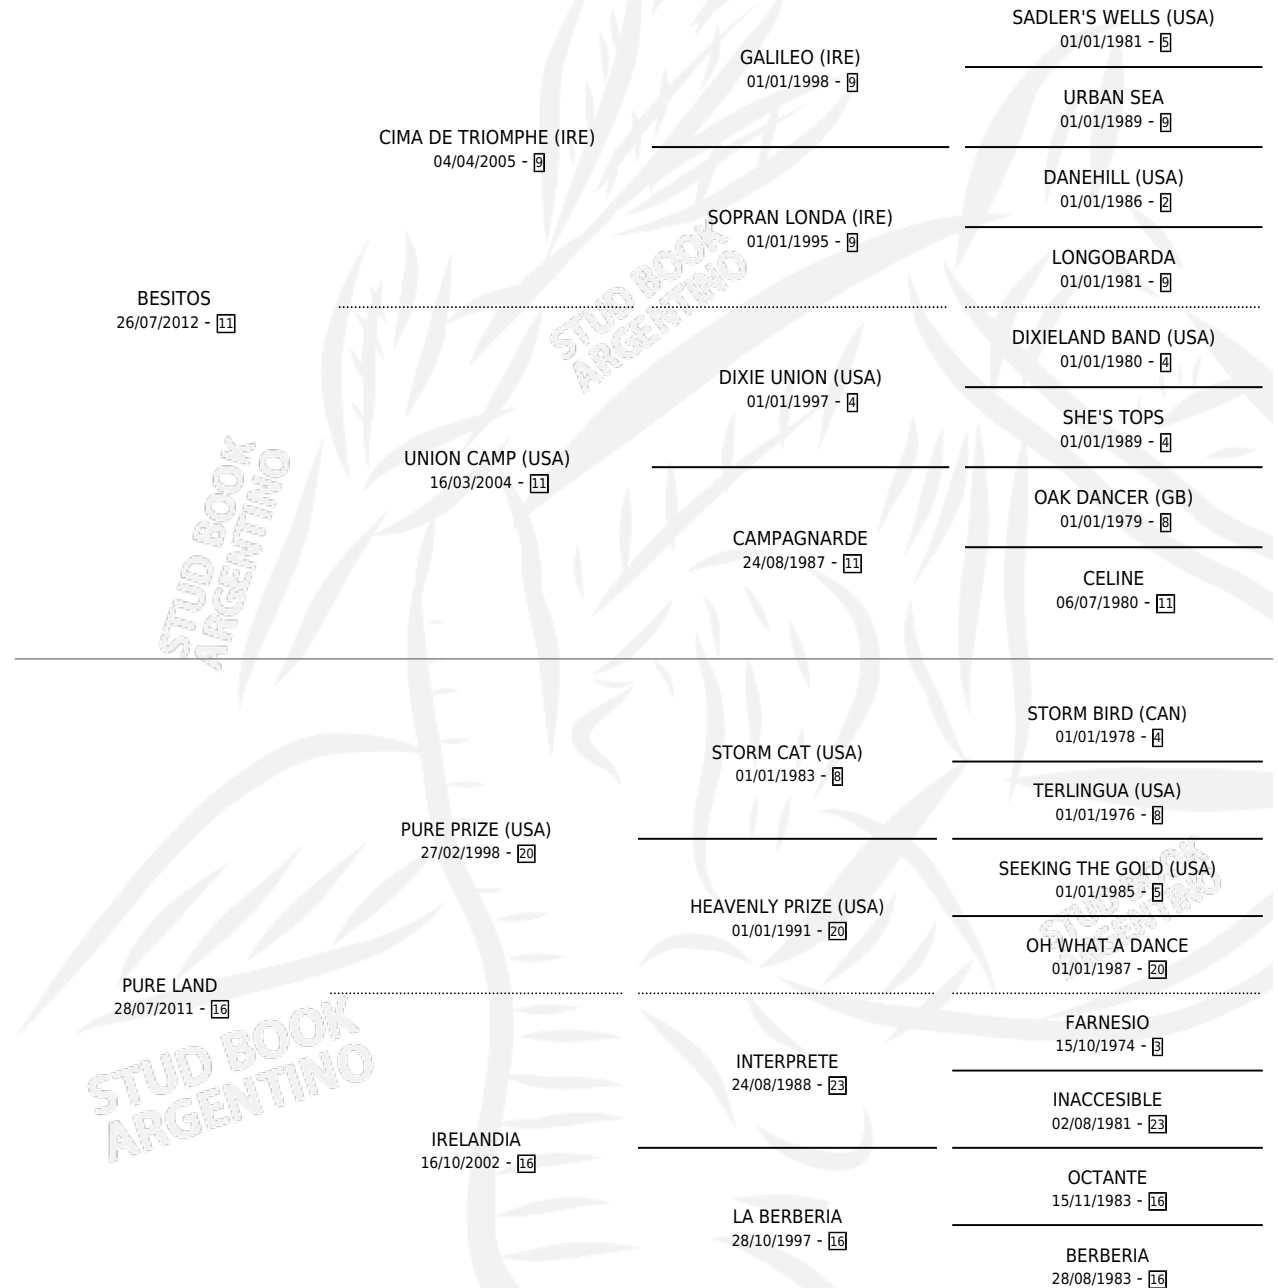 SADLER'S WELLS (USA)
01/01/1981 - 5
GALILEO (IRE)
01/01/1998 - 9
URBAN SEA
01/01/1989 - 9
CIMA DE TRIOMPHE (IRE)
04/04/2005 - 9
DANEHILL (USA)
01/01/1986 - 2
SOPRAN LONDA (IRE)
01/01/1995 - 9
LONGOBARDA
01/01/1981 - 9
BESITOS
26/07/2012 - 11
STUD BOOK
ARGENTINO
DIXIELAND BAND (USA)
01/01/1980 - 4
DIXIE UNION (USA)
01/01/1997 - 4
SHE'S TOPS
01/01/1989 - 4
UNION CAMP (USA)
16/03/2004 - 11
OAK DANCER (GB)
01/01/1979 - 8
CAMPAGNARDE
24/08/1987 - 11
CELINE
06/07/1980 - 11
STUD BOOK
ARGENTINO
STORM BIRD (CAN)
01/01/1978 - 4
STORM CAT (USA)
01/01/1983 - 8
TERLINGUA (USA)
01/01/1976 - 8
PURE PRIZE (USA)
27/02/1998 - 20
SEEKING THE GOLD (USA)
01/01/1985 - 5
HEAVENLY PRIZE (USA)
01/01/1991 - 20
STUD BOOK
ARGENTINO
OH WHAT A DANCE
01/01/1987 - 20
PURE LAND
28/07/2011 - 16
STUD BOOK
ARGENTINO
FARNESIO
15/10/1974 - 3
INTERPRETE
24/08/1988 - 23
INACCESIBLE
02/08/1981 - 23
IRELANDIA
16/10/2002 - 16
OCTANTE
15/11/1983 - 16
LA BERBERIA
28/10/1997 - 16
BERBERIA
28/08/1983 - 16